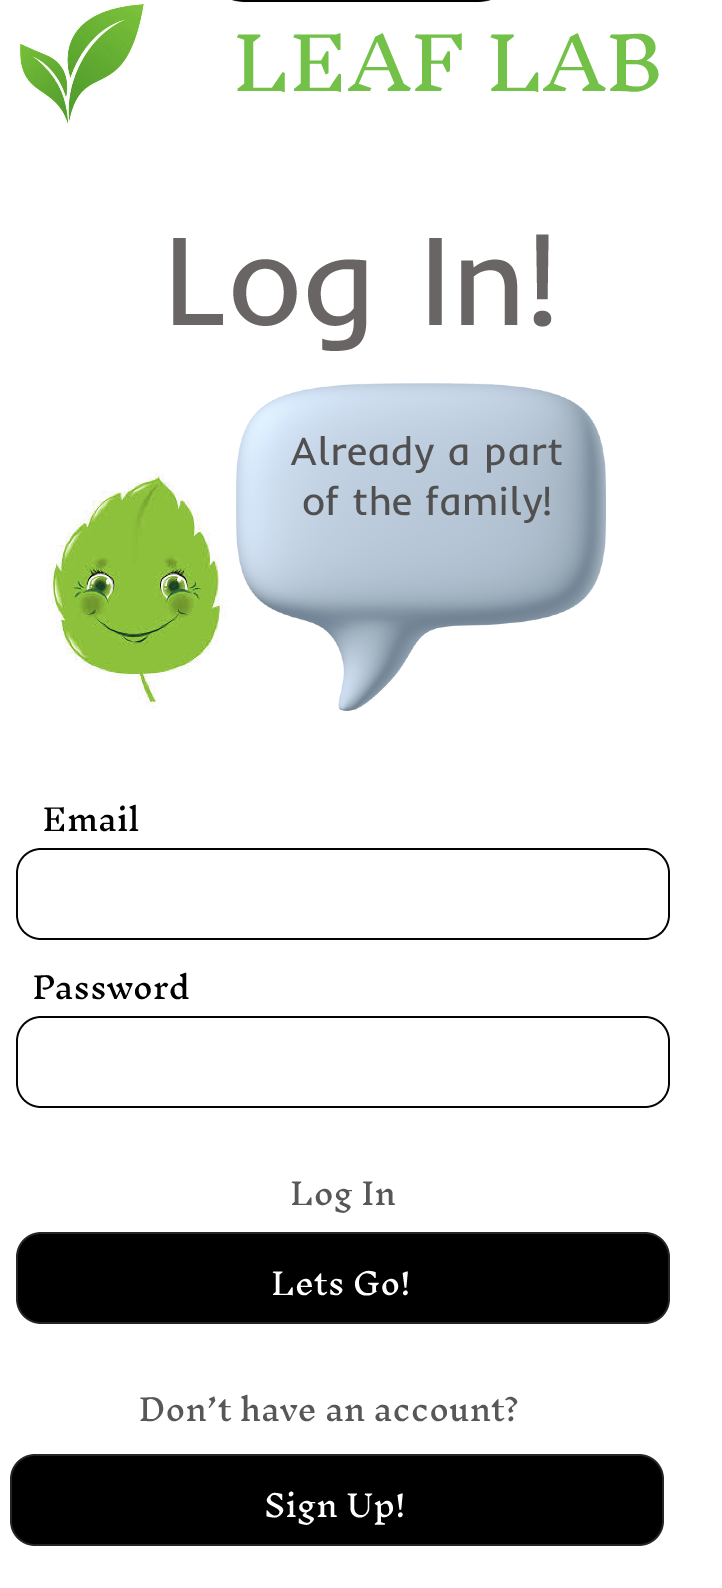 LEAF LAB
Log In!
Already a part
of the family!
Email
Password
Log In
Lets Go!
Don’t have an account?
Sign Up!